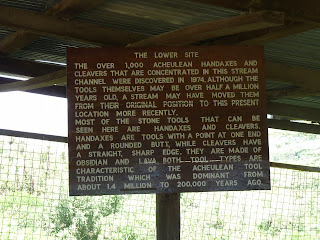 THE LOWER SITE
THE OVER 1,000 ACHEULEAN HANDAXES AND
CLEAVERS THAT ARE CONCENTRATED IN THIS STREAM
CHANNEL WERE DISCOVERED IN 1974. ALTHOUGH THE
TOOLS THEMSELVES MAY BE OVER HALF A MILLION
YEARS OLD, A STREAM MAY HAVE MOVED THEM
FROM THEIR ORIGINAL POSITION TO THIS PRESENT
LOCATION MORE RECENTLY.
MOST OF THE STONE TOOLS THAT CAN BE
SEEN HERE ARE HANDAXES AND CLEAVERS.
HANDAXES ARE TOOLS WITH A POINT AT ONE END
AND A ROUNDED BUTT, WHILE CLEAVERS HAVE
A STRAIGHT, SHARP EDGE. THEY ARE MADE OF
OBSIDIAN AND LAVA. BOTH TOOL TYPES ARE
CHARACTERISTIC OF THE ACHEULEAN TOOL
TRADITION WHICH WAS DOMINANT FROM
ABOUT 1.4 MILLION TO 200,000 YEARS AGO.